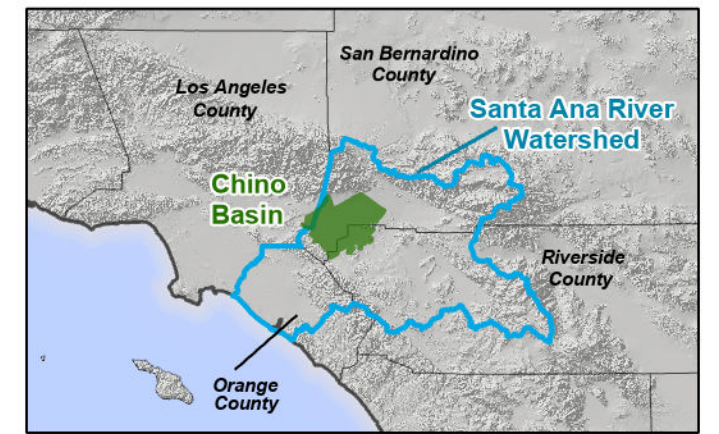 San Bernardino
County
Los Angeles
County
Santa Ana River
Watershed
Chino
Basin
Riverside
County
Orange
County